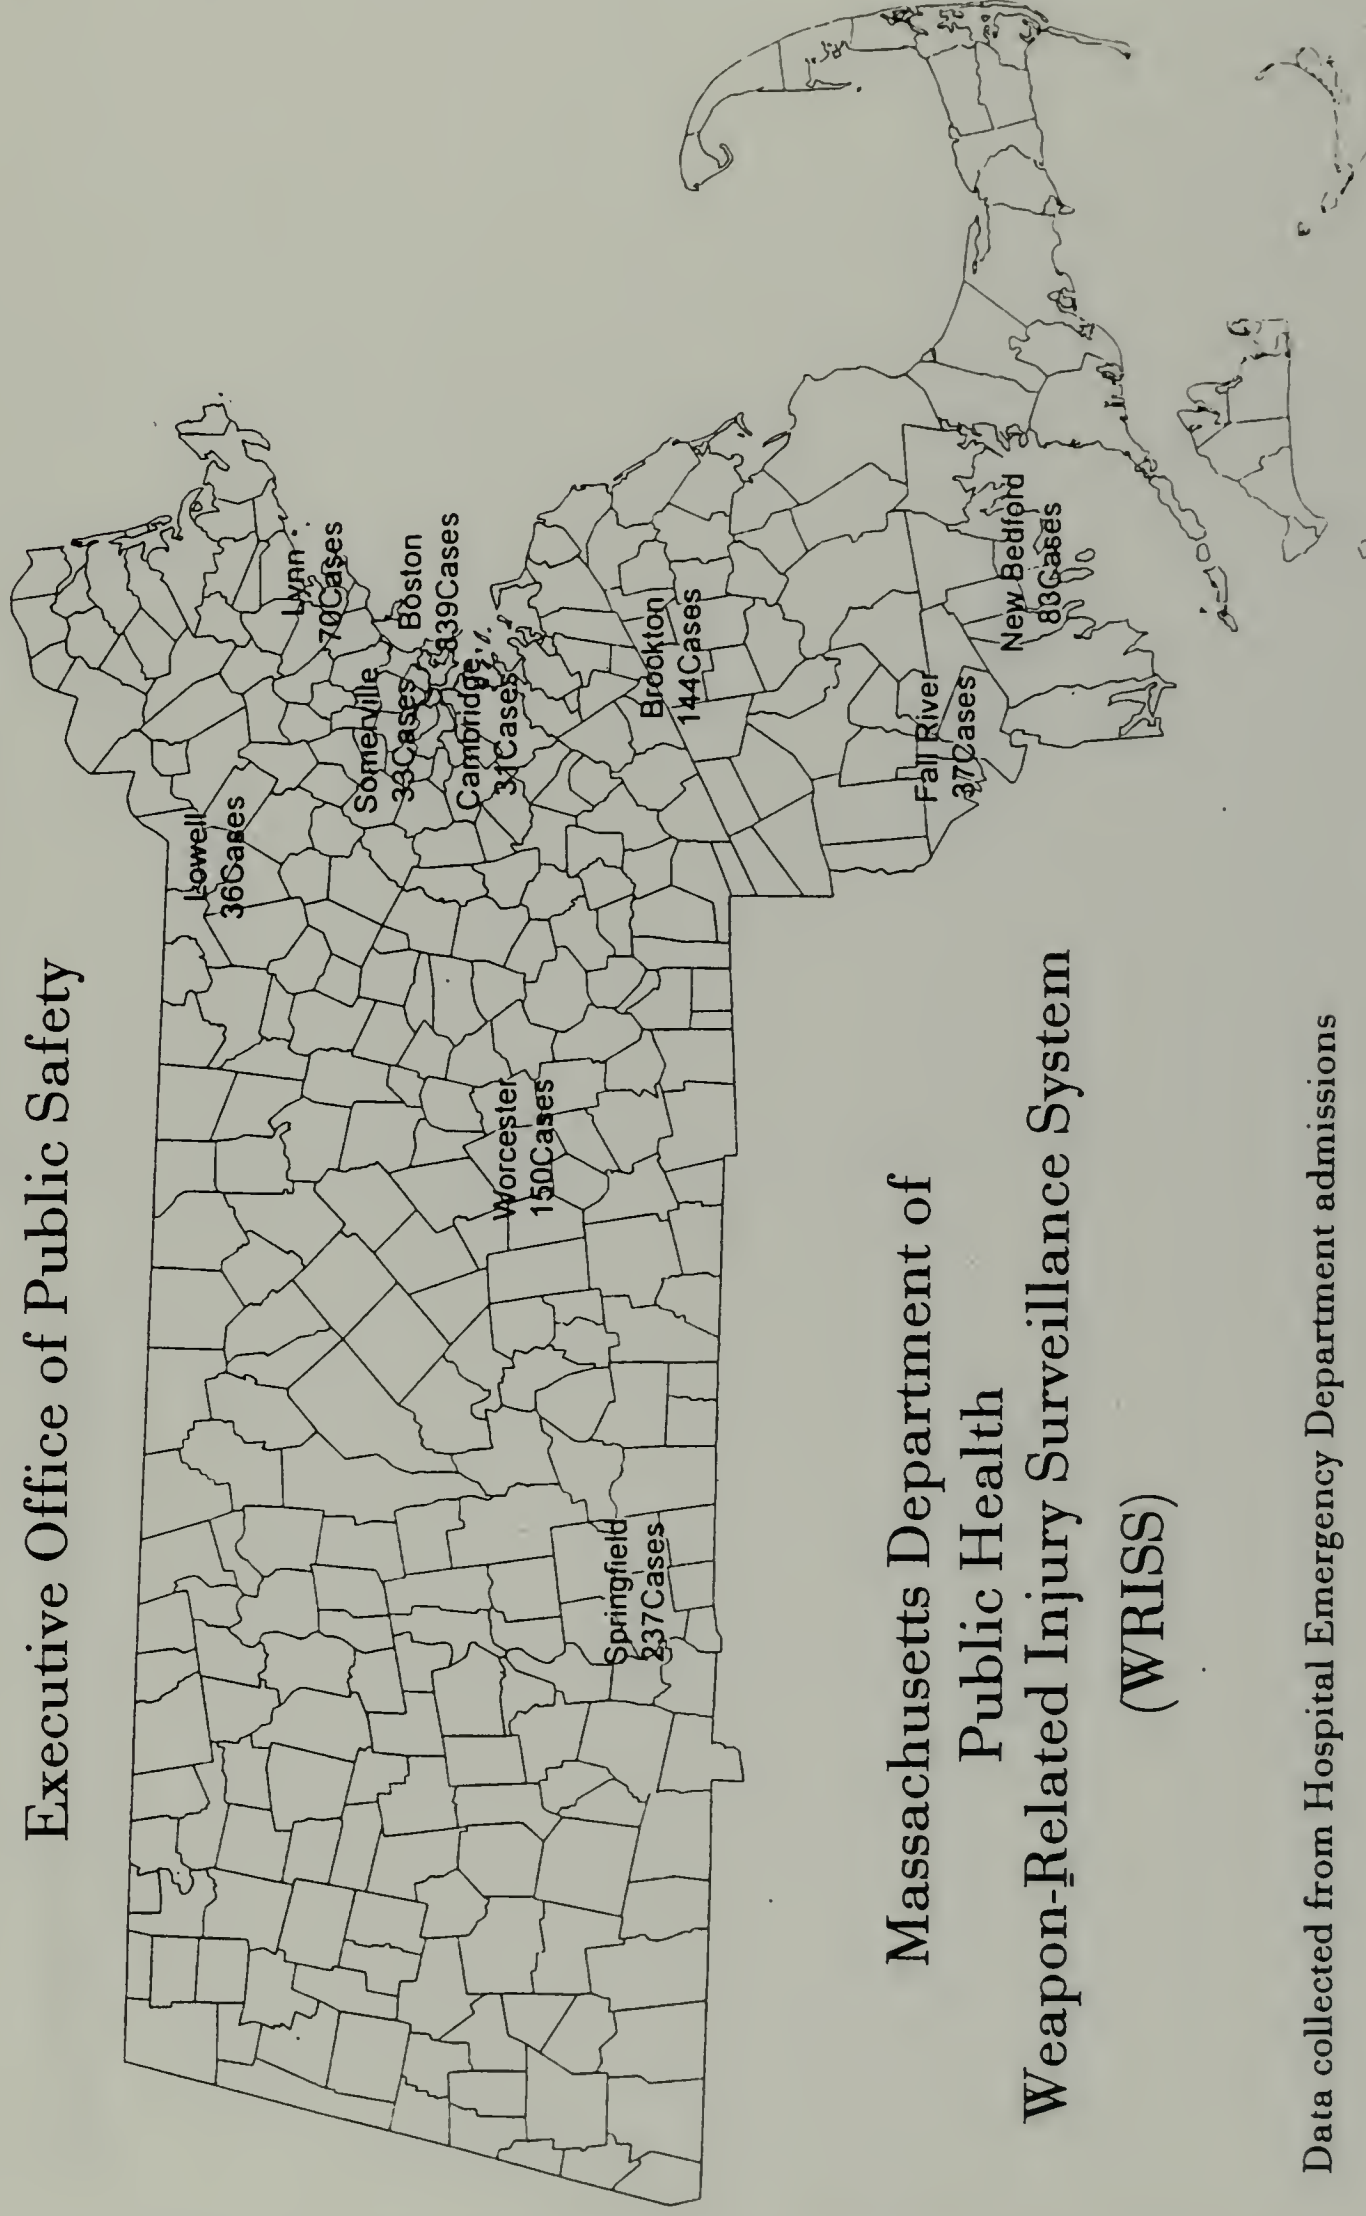 Executive Office of Public Safety
Lowell
36Cases
Lynn
70Cases
Somerville
33Cases
Boston
839Cases
Cambridge
31Cases
Worcester
150Cases
Springfield
237Cases
Brockton
144Cases
Fall River
37Cases
New Bedford
83Cases
Massachusetts Department of
Public Health
Weapon-Related Injury Surveillance System
(WRISS)
Data collected from Hospital Emergency Department admissions